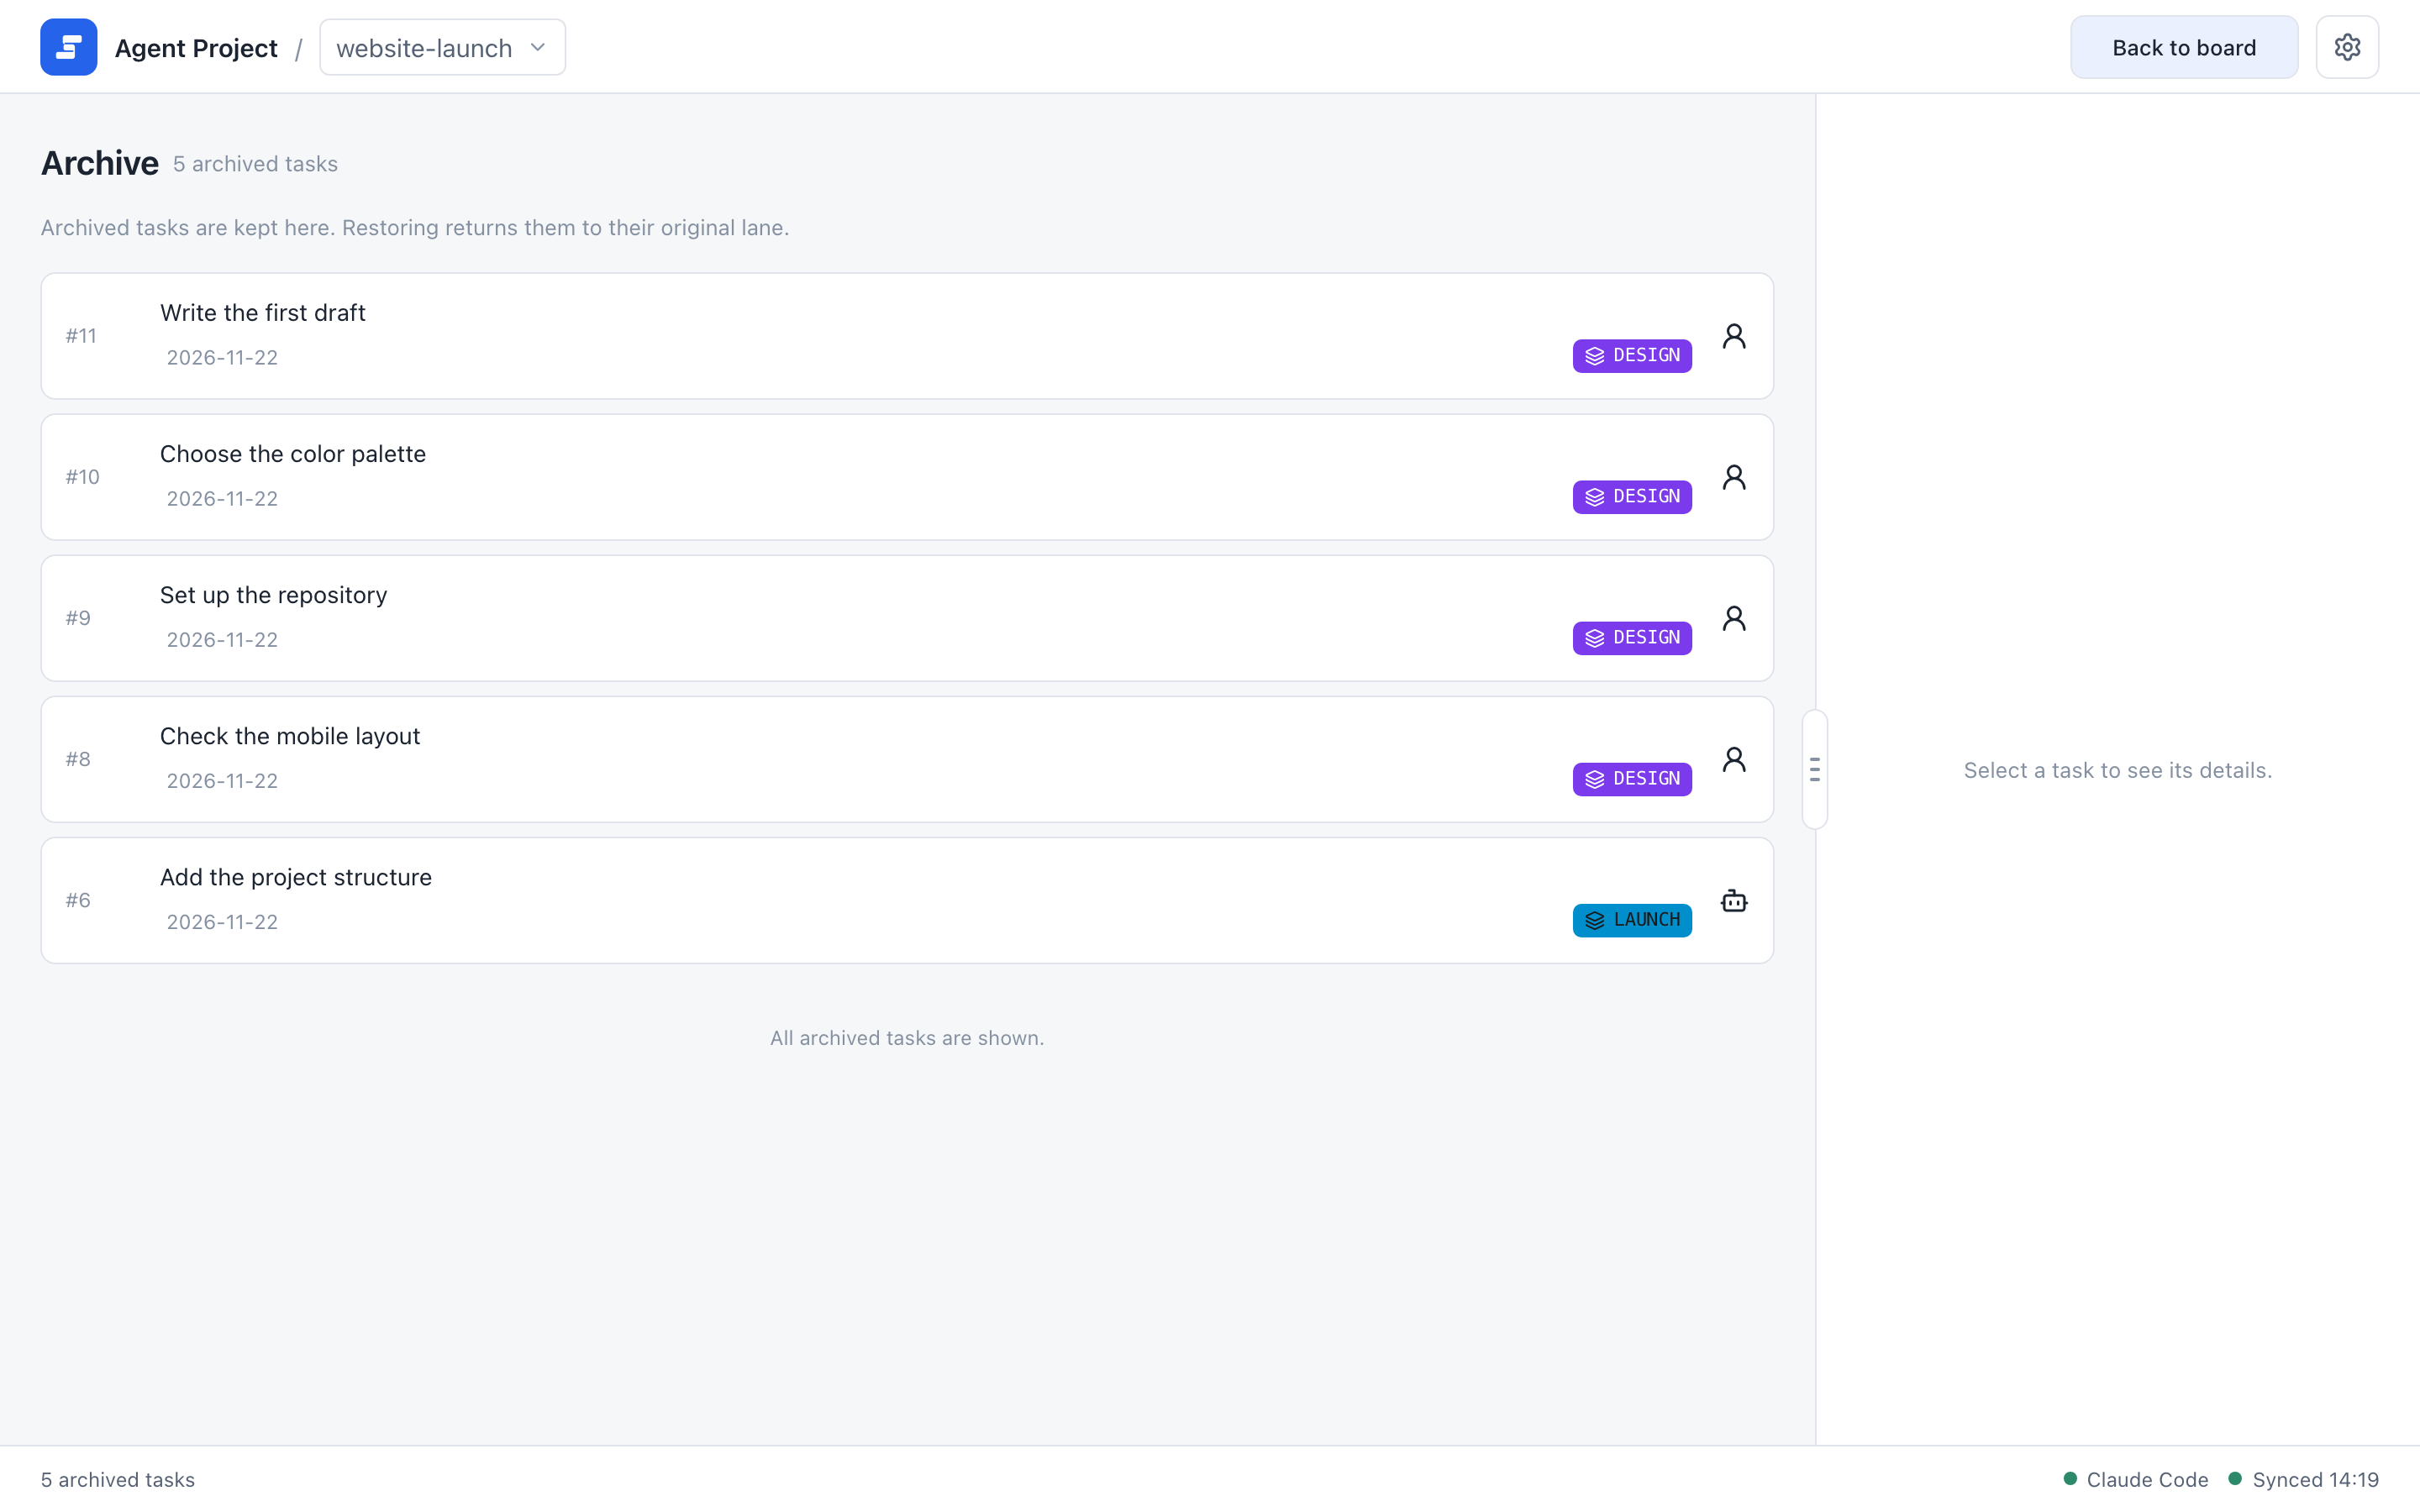 Agent Project / website-launch
Back to board
Archive 5 archived tasks
Archived tasks are kept here. Restoring returns them to their original lane.
#11
Write the first draft
2026-11-22
DESIGN
#10
Choose the color palette
2026-11-22
DESIGN
#9
Set up the repository
2026-11-22
DESIGN
#8
Check the mobile layout
2026-11-22
DESIGN
#6
Add the project structure
2026-11-22
LAUNCH
All archived tasks are shown.
Select a task to see its details.
5 archived tasks
Claude Code
Synced 14:19